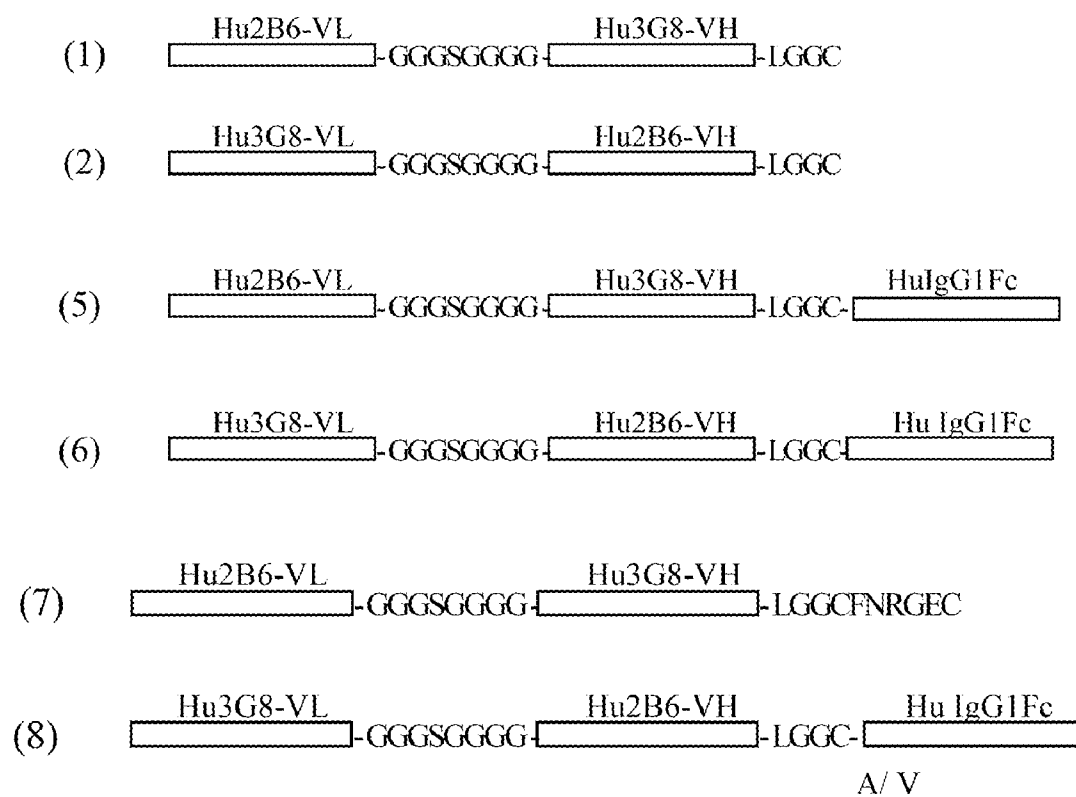 Hu2B6-VL Hu3G8-VH
(1) -GGGSGGGG- -LGGC
Hu3G8-VL Hu2B6-VH
(2) -GGGSGGGG- -LGGC
Hu2B6-VL Hu3G8-VH HuIgG1Fc
(5) -GGGSGGGG- -LGGC-
Hu3G8-VL Hu2B6-VH Hu IgG1Fc
(6) -GGGSGGGG- -LGGC-
Hu2B6-VL Hu3G8-VH
(7) -GGGSGGGG- -LGGCFNRGEC
Hu3G8-VL Hu2B6-VH Hu IgG1Fc
(8) -GGGSGGGG- -LGGC-
A/ V